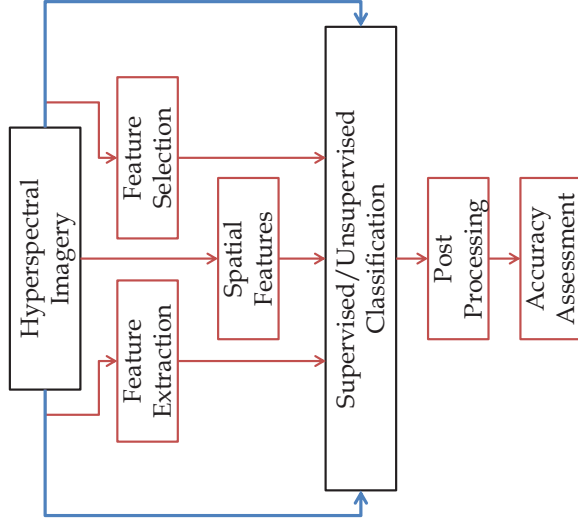 Hyperspectral
Imagery
Feature
Extraction
Feature
Selection
Spatial
Features
Supervised/Unsupervised
Classification
Post
Processing
Accuracy
Assessment